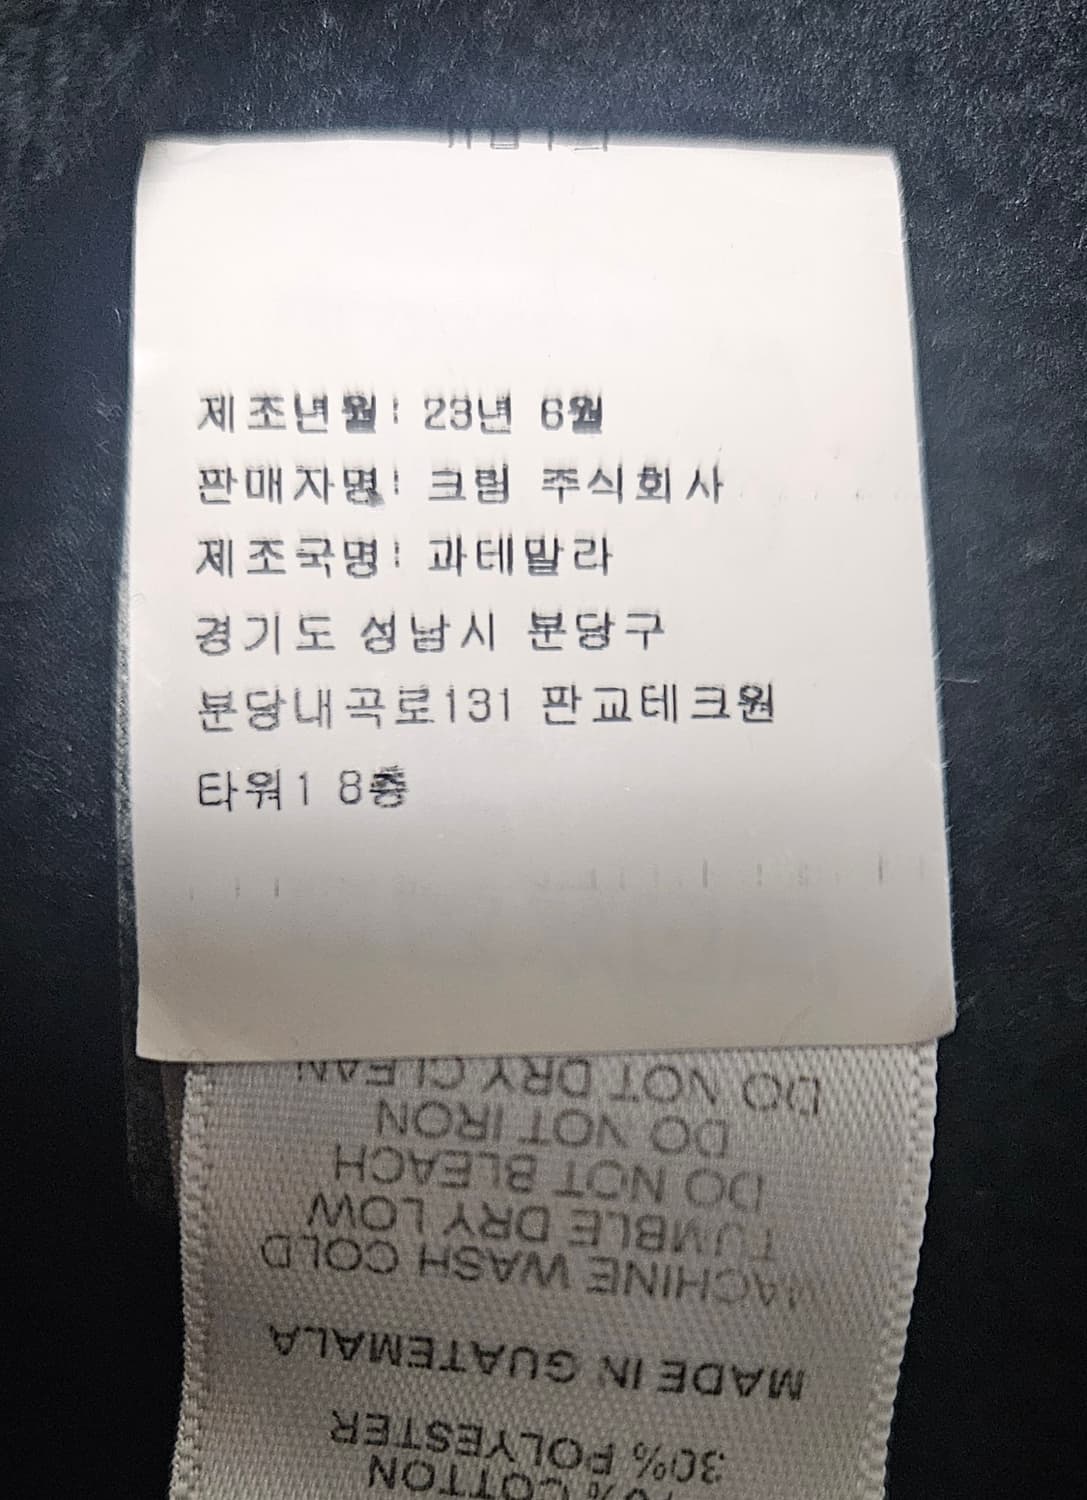 제조년월: 23년 6월
판매자명: 크림 주식회사
제조국명: 과테말라
경기도 성남시 분당구
분당내곡로131 판교테크원
타워1 8층
DO NOT DRY CLEAN
DO NOT IRON
DO NOT BLEACH
TUMBLE DRY LOW
MACHINE WASH COLD
MADE IN GUATEMALA
30% POLYESTER
COTTON